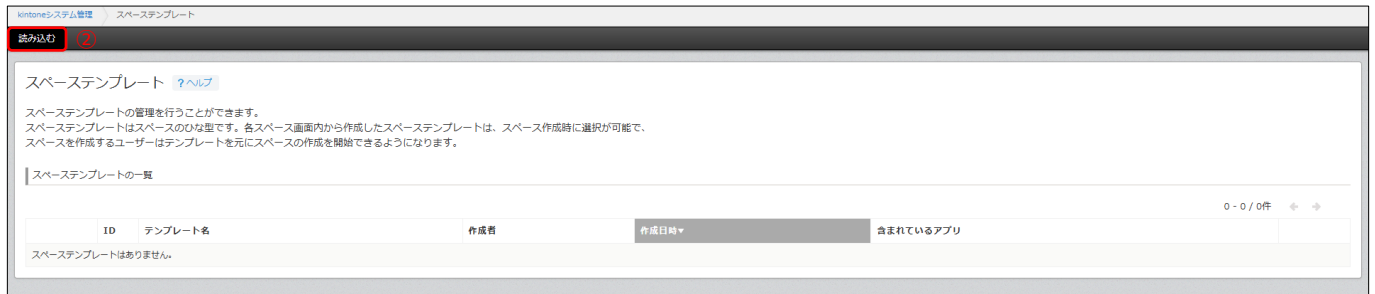 kintoneシステム管理 スペーステンプレート
読み込む ②
スペーステンプレート ?ヘルプ
スペーステンプレートの管理を行うことができます。
スペーステンプレートはスペースのひな型です。各スペース画面内から作成したスペーステンプレートは、スペース作成時に選択が可能で、
スペースを作成するユーザーはテンプレートを元にスペースの作成を開始できるようになります。
スペーステンプレートの一覧
0 - 0 / 0件
ID テンプレート名 作成者 作成日時▼ 含まれているアプリ
スペーステンプレートはありません。